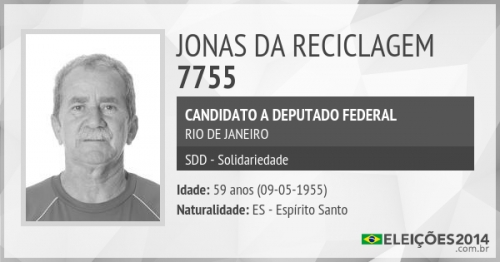 JONAS DA RECICLAGEM
7755
CANDIDATO A DEPUTADO FEDERAL
RIO DE JANEIRO
SDD - Solidariedade
Idade: 59 anos (09-05-1955)
Naturalidade: ES - Espírito Santo
ELEIÇÕES2014
.com.br